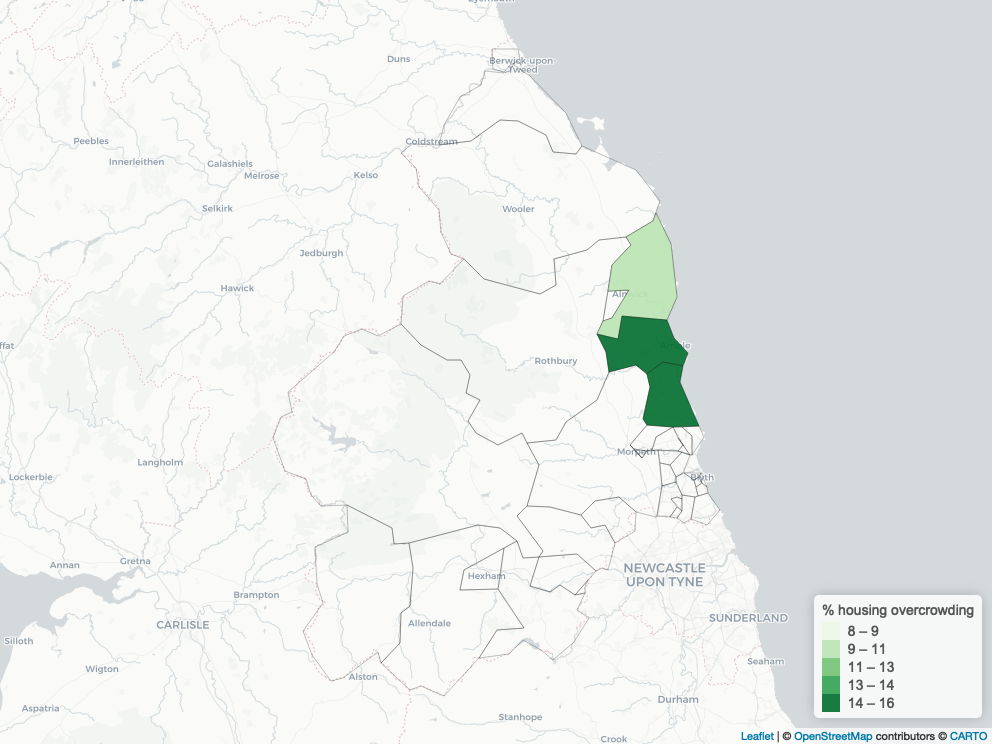 Eyemouth
Duns
Berwick-upon-
Tweed
Coldstream
Peebles
Innerleithen
Galashiels
Melrose
Kelso
Selkirk
Wooler
Jedburgh
Hawick
Alnwick
ffat
Amble
Rothbury
Langholm
Morpeth
Lockerbie
Blyth
Annan
Gretna
NEWCASTLE
UPON TYNE
Hexham
Brampton
CARLISLE
Allendale
SUNDERLAND
Silloth
Wigton
Alston
Seaham
Aspatria
Durham
Stanhope
Crook
% housing overcrowding
8 – 9
9 – 11
11 – 13
13 – 14
14 – 16
Leaflet | © OpenStreetMap contributors © CARTO